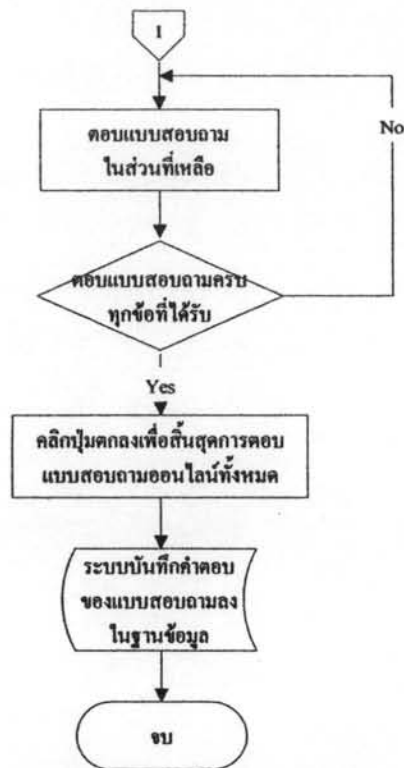 1
ตอบแบบสอบถาม
ในส่วนที่เหลือ
No
ตอบแบบสอบถามครบ
ทุกข้อที่ได้รับ
Yes
คลิกปุ่มตกลงเพื่อสิ้นสุดการตอบ
แบบสอบถามออนไลน์ทั้งหมด
ระบบบันทึกคำตอบ
ของแบบสอบถามลง
ในฐานข้อมูล
จบ